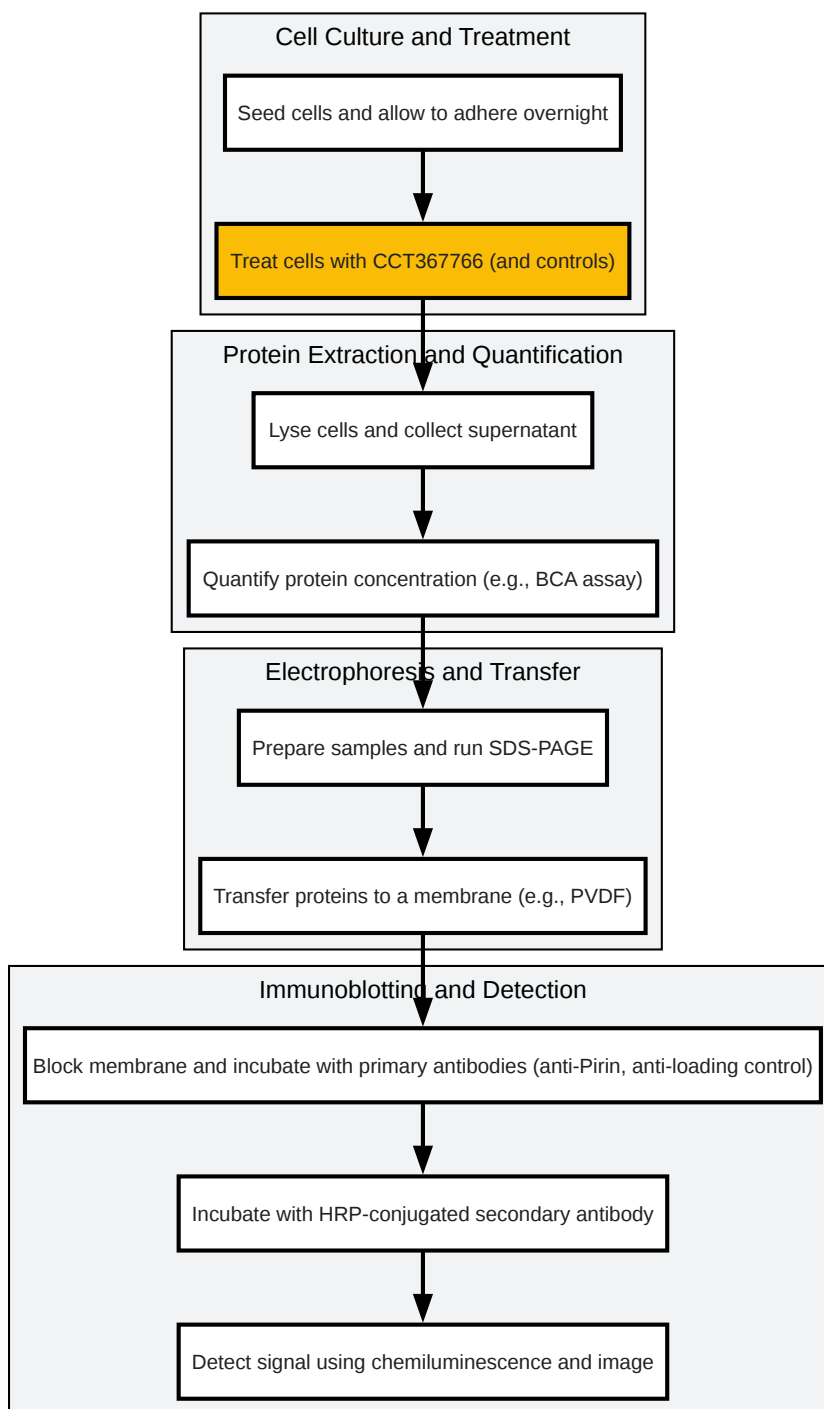 Cell Culture and Treatment
Seed cells and allow to adhere overnight
Treat cells with CCT367766 (and controls)
Protein Extraction and Quantification
Lyse cells and collect supernatant
Quantify protein concentration (e.g., BCA assay)
Electrophoresis and Transfer
Prepare samples and run SDS-PAGE
Transfer proteins to a membrane (e.g., PVDF)
Immunoblotting and Detection
Block membrane and incubate with primary antibodies (anti-Pirin, anti-loading control)
Incubate with HRP-conjugated secondary antibody
Detect signal using chemiluminescence and image